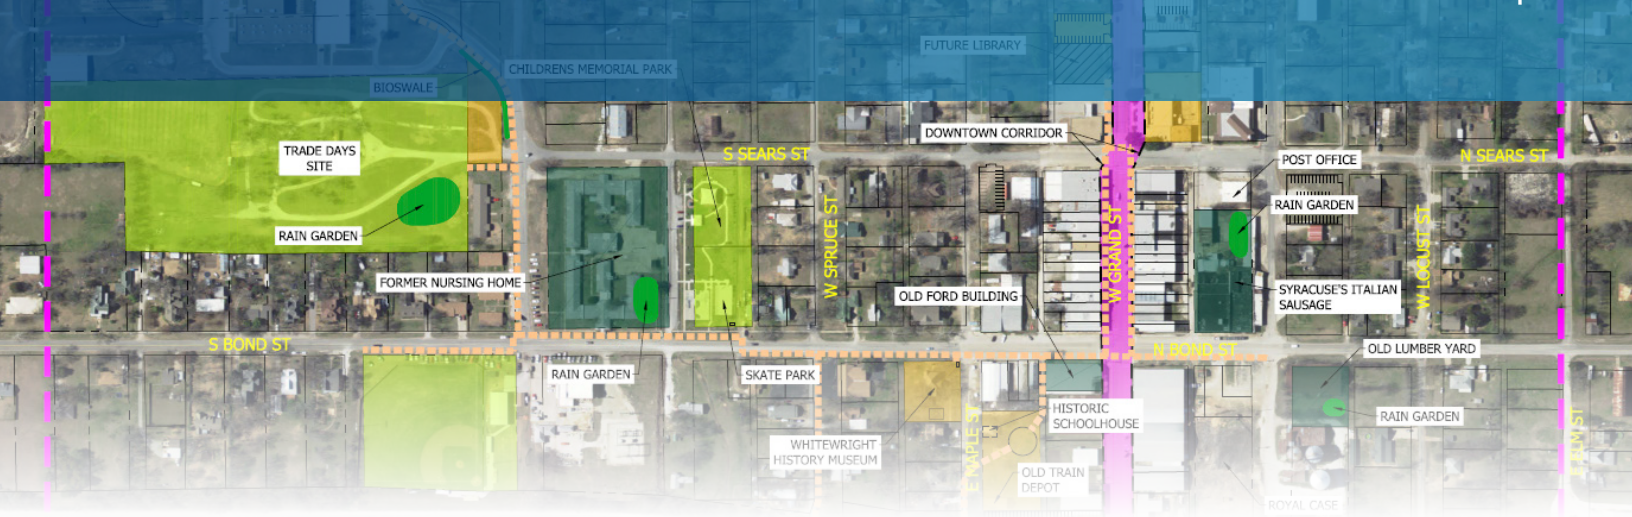 FUTURE LIBRARY
CHILDRENS MEMORIAL PARK
BIOSWALE
DOWNTOWN CORRIDOR
TRADE DAYS
SITE
S SEARS ST
N SEARS ST
POST OFFICE
RAIN GARDEN
RAIN GARDEN
W SPRUCE ST
W GRAND ST
W LOCUST ST
FORMER NURSING HOME
OLD FORD BUILDING
SYRACUSE'S ITALIAN
SAUSAGE
S BOND ST
N BOND ST
OLD LUMBER YARD
RAIN GARDEN
SKATE PARK
HISTORIC
SCHOOLHOUSE
RAIN GARDEN
WHITEWRIGHT
HISTORY MUSEUM
E MAPLE ST
E ELM ST
OLD TRAIN
DEPOT
ROYAL CASE